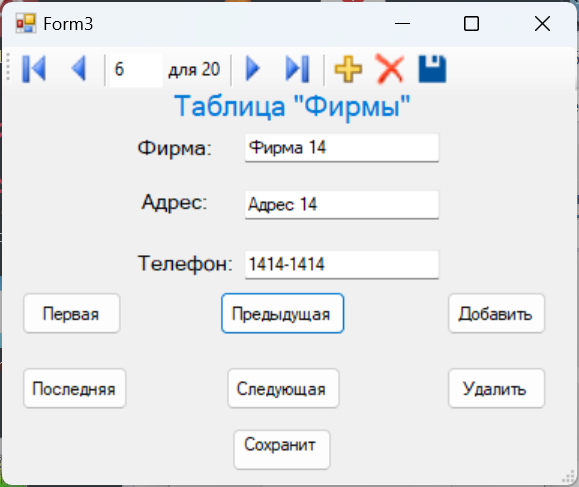 Form3
6 для 20
Таблица "Фирмы"
Фирма: Фирма 14
Адрес: Адрес 14
Телефон: 1414-1414
Первая Предыдущая Добавить
Последняя Следующая Удалить
Сохранит